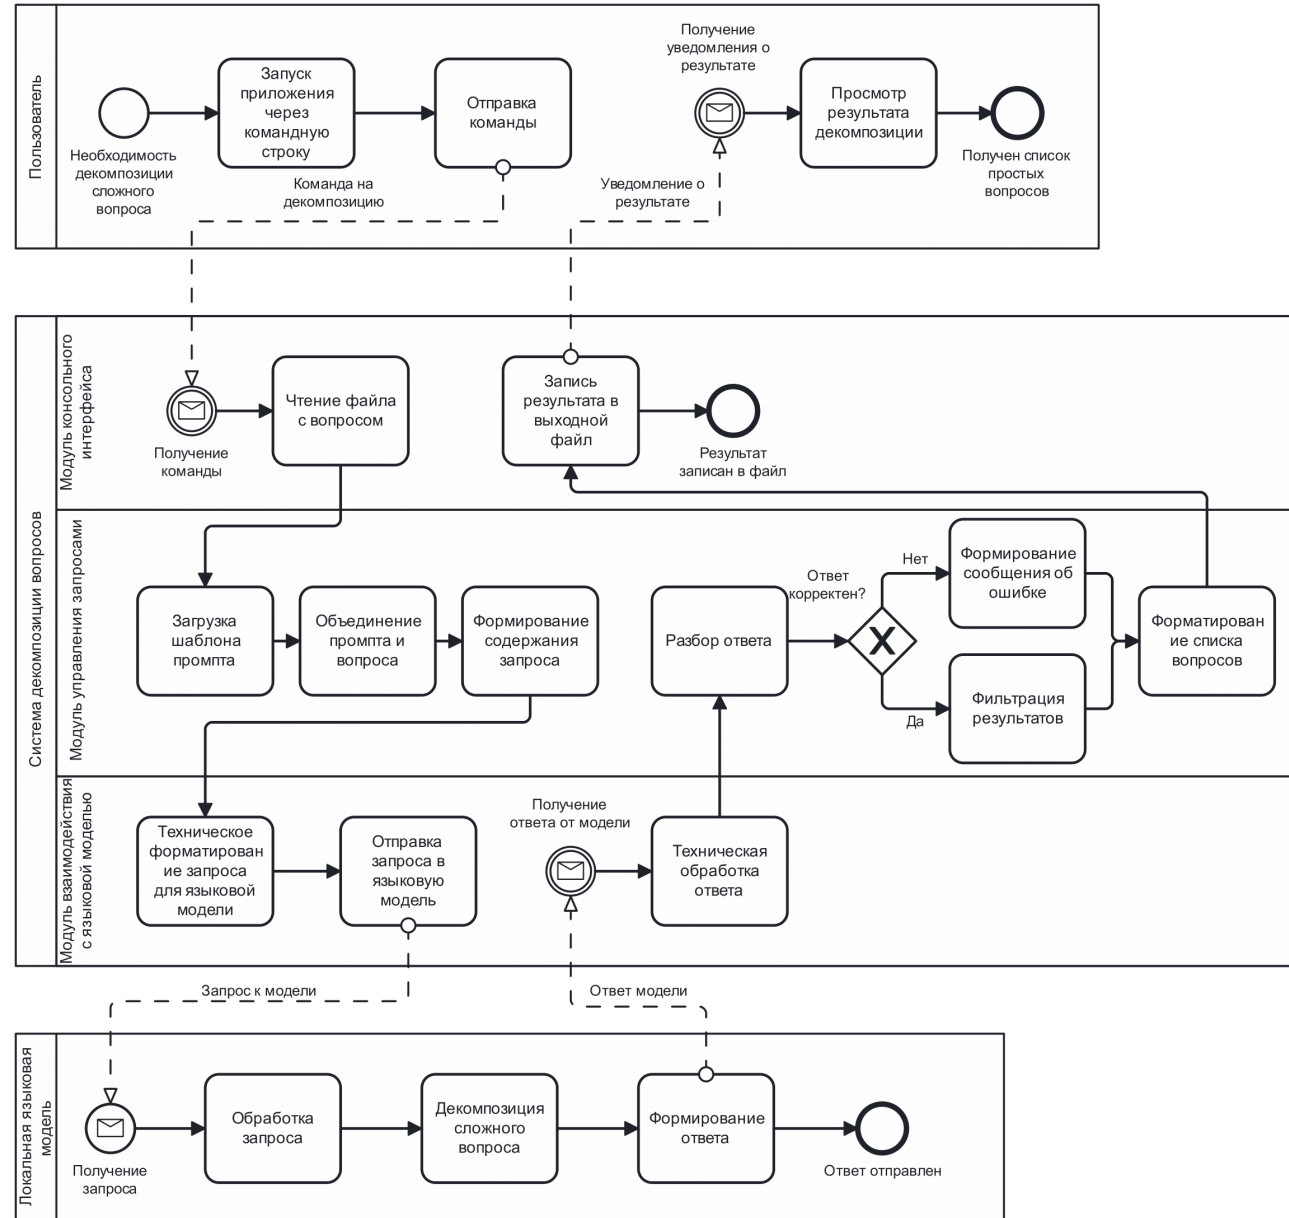 Пользователь
Необходимость
декомпозиции
сложного
вопроса
Запуск
приложения
через
командную
строку
Отправка
команды
Команда на
декомпозицию
Получение
уведомления о
результате
Уведомление о
результате
Просмотр
результата
декомпозиции
Получен список
простых
вопросов
Система декомпозиции вопросов
Модуль консольного
интерфейса
Получение
команды
Чтение файла
с вопросом
Запись
результата в
выходной
файл
Результат
записан в файл
Модуль управления запросами
Загрузка
шаблона
промпта
Объединение
промпта и
вопроса
Формирование
содержания
запроса
Разбор ответа
Ответ
корректен?
Нет
Да
Формирование
сообщения об
ошибке
Фильтрация
результатов
Форматирован
ие списка
вопросов
Модуль взаимодействия
с языковой моделью
Техническое
форматирован
ие запроса
для языковой
модели
Отправка
запроса в
языковую
модель
Получение
ответа от модели
Техническая
обработка
ответа
Запрос к модели
Ответ модели
Локальная языковая
модель
Получение
запроса
Обработка
запроса
Декомпозиция
сложного
вопроса
Формирование
ответа
Ответ отправлен